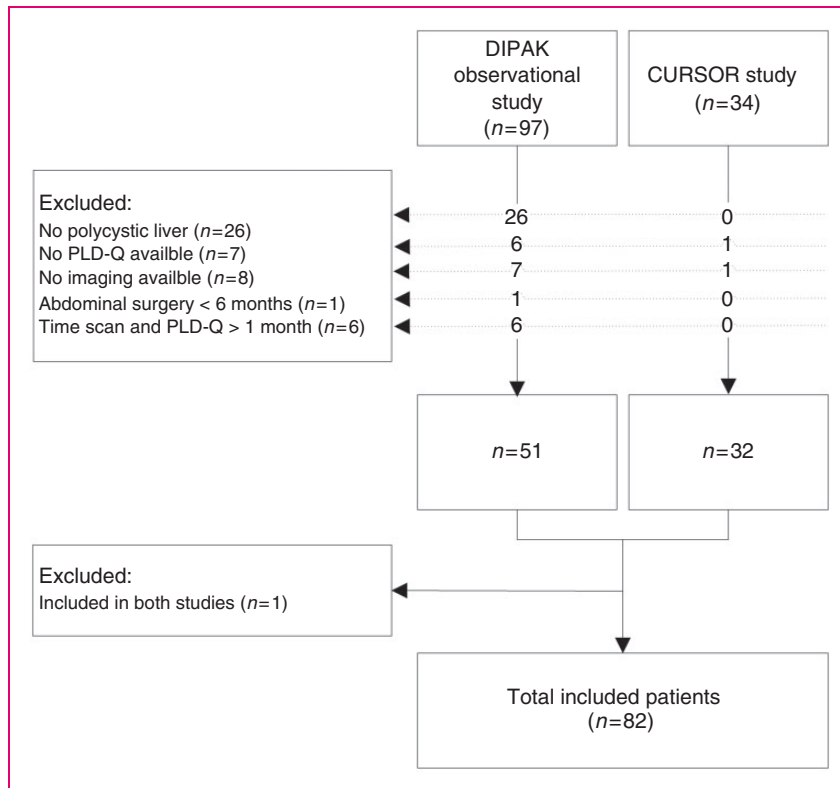 DIPAK
observational
study
(n=97)
CURSOR study
(n=34)
Excluded:
No polycystic liver (n=26)
No PLD-Q availble (n=7)
No imaging availble (n=8)
Abdominal surgery < 6 months (n=1)
Time scan and PLD-Q > 1 month (n=6)
26 0
6 1
7 1
1 0
6 0
n=51
n=32
Excluded:
Included in both studies (n=1)
Total included patients
(n=82)